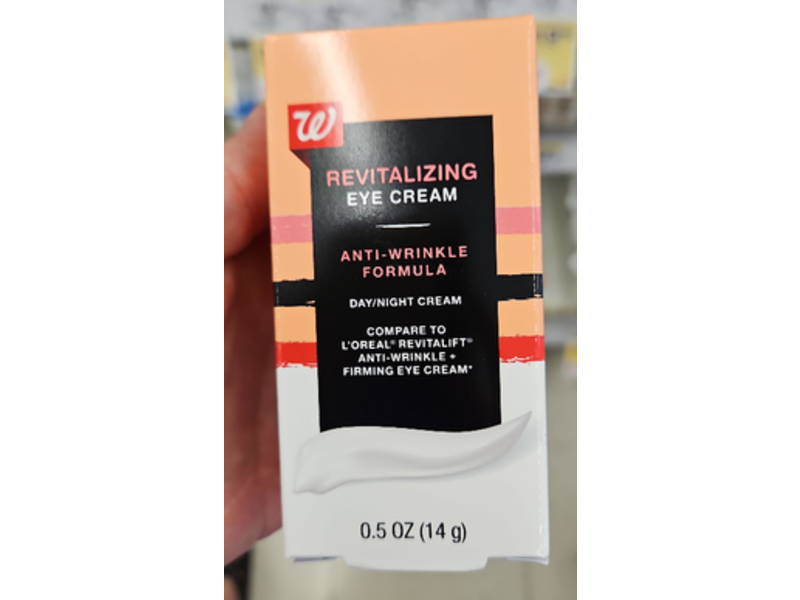 W
REVITALIZING
EYE CREAM
ANTI-WRINKLE
FORMULA
DAY/NIGHT CREAM
COMPARE TO
L'OREAL® REVITALIFT®
ANTI-WRINKLE +
FIRMING EYE CREAM*
0.5 OZ (14 g)